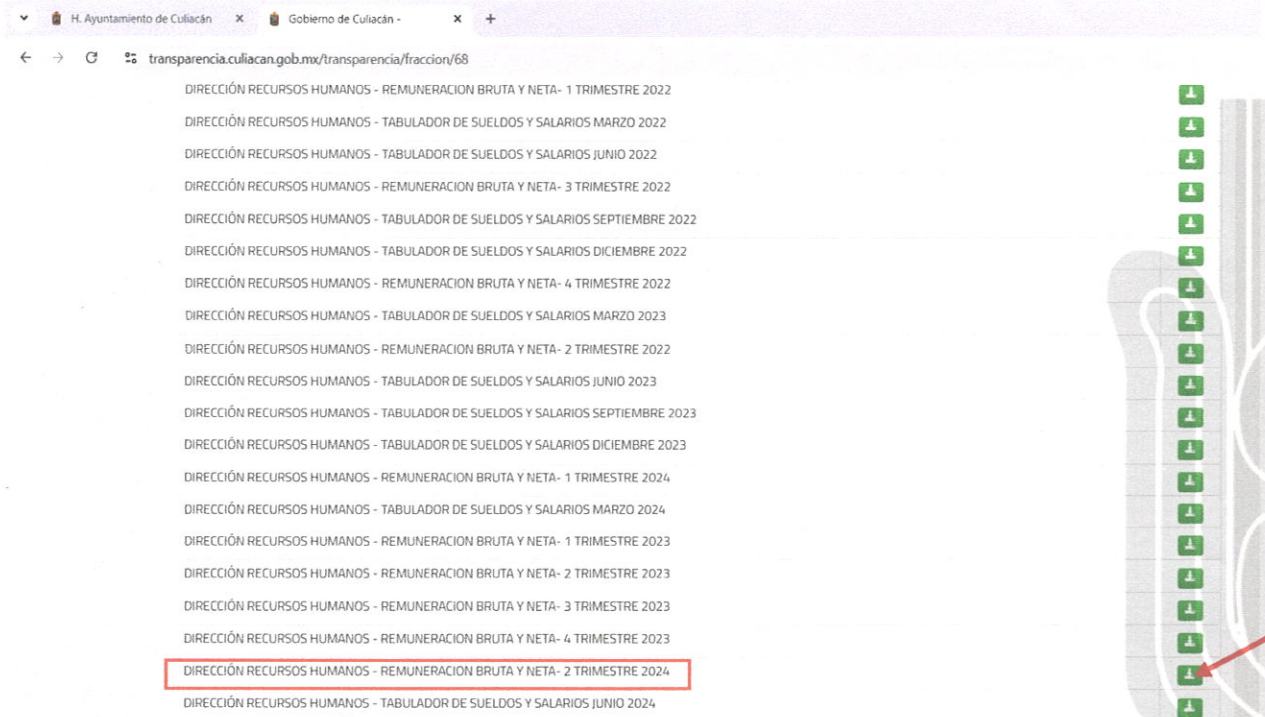 H. Ayuntamiento de Culiacán
Gobierno de Culiacán -
transparencia.culiacan.gob.mx/transparencia/fraccion/68
DIRECCIÓN RECURSOS HUMANOS - REMUNERACION BRUTA Y NETA- 1 TRIMESTRE 2022
DIRECCIÓN RECURSOS HUMANOS - TABULADOR DE SUELDOS Y SALARIOS MARZO 2022
DIRECCIÓN RECURSOS HUMANOS - TABULADOR DE SUELDOS Y SALARIOS JUNIO 2022
DIRECCIÓN RECURSOS HUMANOS - REMUNERACION BRUTA Y NETA- 3 TRIMESTRE 2022
DIRECCIÓN RECURSOS HUMANOS - TABULADOR DE SUELDOS Y SALARIOS SEPTIEMBRE 2022
DIRECCIÓN RECURSOS HUMANOS - TABULADOR DE SUELDOS Y SALARIOS DICIEMBRE 2022
DIRECCIÓN RECURSOS HUMANOS - REMUNERACION BRUTA Y NETA- 4 TRIMESTRE 2022
DIRECCIÓN RECURSOS HUMANOS - TABULADOR DE SUELDOS Y SALARIOS MARZO 2023
DIRECCIÓN RECURSOS HUMANOS - REMUNERACION BRUTA Y NETA- 2 TRIMESTRE 2022
DIRECCIÓN RECURSOS HUMANOS - TABULADOR DE SUELDOS Y SALARIOS JUNIO 2023
DIRECCIÓN RECURSOS HUMANOS - TABULADOR DE SUELDOS Y SALARIOS SEPTIEMBRE 2023
DIRECCIÓN RECURSOS HUMANOS - TABULADOR DE SUELDOS Y SALARIOS DICIEMBRE 2023
DIRECCIÓN RECURSOS HUMANOS - REMUNERACION BRUTA Y NETA- 1 TRIMESTRE 2024
DIRECCIÓN RECURSOS HUMANOS - TABULADOR DE SUELDOS Y SALARIOS MARZO 2024
DIRECCIÓN RECURSOS HUMANOS - REMUNERACION BRUTA Y NETA- 1 TRIMESTRE 2023
DIRECCIÓN RECURSOS HUMANOS - REMUNERACION BRUTA Y NETA- 2 TRIMESTRE 2023
DIRECCIÓN RECURSOS HUMANOS - REMUNERACION BRUTA Y NETA- 3 TRIMESTRE 2023
DIRECCIÓN RECURSOS HUMANOS - REMUNERACION BRUTA Y NETA- 4 TRIMESTRE 2023
DIRECCIÓN RECURSOS HUMANOS - REMUNERACION BRUTA Y NETA- 2 TRIMESTRE 2024
DIRECCIÓN RECURSOS HUMANOS - TABULADOR DE SUELDOS Y SALARIOS JUNIO 2024